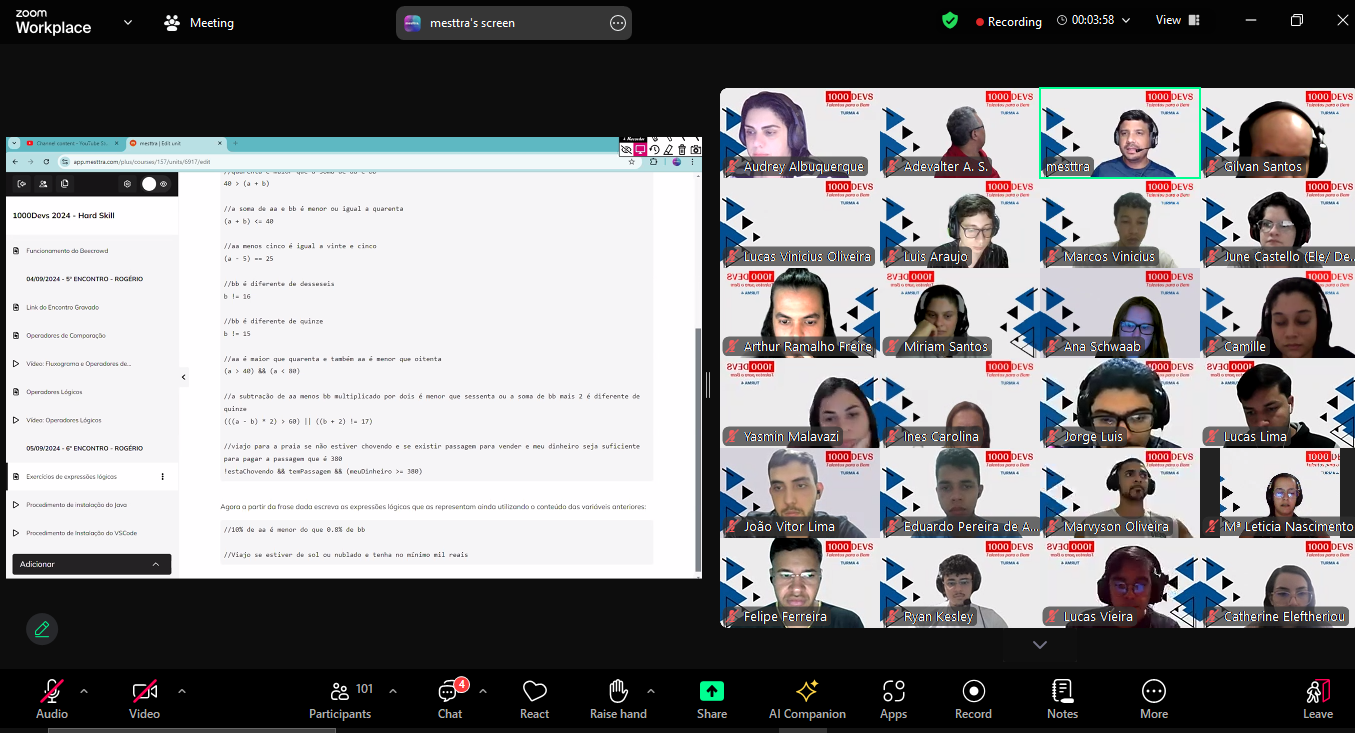 zoom
Workplace
Meeting
mesttra's screen
Recording
00:03:58
View
Channel content - YouTube St...
mesttra | Edit unit
app.mesttra.com/plus/courses/157/units/6917/edit
1000Devs 2024 - Hard Skill
Funcionamento do Beecrowd
04/09/2024 - 5º ENCONTRO - ROGÉRIO
Link do Encontro Gravado
Operadores de Comparação
Vídeo: Fluxograma e Operadores de...
Operadores Lógicos
Vídeo: Operadores Lógicos
05/09/2024 - 6º ENCONTRO - ROGÉRIO
Exercícios de expressões lógicas
Procedimento de instalação do Java
Procedimento de Instalação do VSCode
Adicionar
40 > (a + b)
//a soma de aa e bb é menor ou igual a quarenta
(a + b) <= 40
//aa menos cinco é igual a vinte e cinco
(a - 5) == 25
//bb é diferente de desseseis
b != 16
//bb é diferente de quinze
b != 15
//aa é maior que quarenta e também aa é menor que oitenta
(a > 40) && (a < 80)
//a subtração de aa menos bb multiplicado por dois é menor que sessenta ou a soma de bb mais 2 é diferente de
quinze
(((a - b) * 2) > 60) || ((b + 2) != 17)
//viajo para a praia se não estiver chovendo e se existir passagem para vender e meu dinheiro seja suficiente
para pagar a passagem que é 380
!estaChovendo && temPassagem && (meuDinheiro >= 380)
Agora a partir da frase dada escreva as expressões lógicas que as representam ainda utilizando o conteúdo das variáveis anteriores:
//10% de aa é menor do que 0.8% de bb
//Viajo se estiver de sol ou nublado e tenha no mínimo mil reais
1000 DEVS
Talentos para o Bem
TURMA 4
Audrey Albuquerque
Adevalter A. S.
mesttra
Gilvan Santos
Lucas Vinicius Oliveira
Luis Araujo
Marcos Vinicius
June Castello (Ele/ De...
Arthur Ramalho Freire
Miriam Santos
Ana Schwaab
Camille
Yasmin Malavazi
Ines Carolina
Jorge Luis
Lucas Lima
João Vitor Lima
Eduardo Pereira de A...
Marvyson Oliveira
Mª Leticia Nascimento
Felipe Ferreira
Ryan Kesley
Lucas Vieira
Catherine Eleftheriou
Audio
Video
101
Participants
4
Chat
React
Raise hand
Share
AI Companion
Apps
Record
Notes
More
Leave